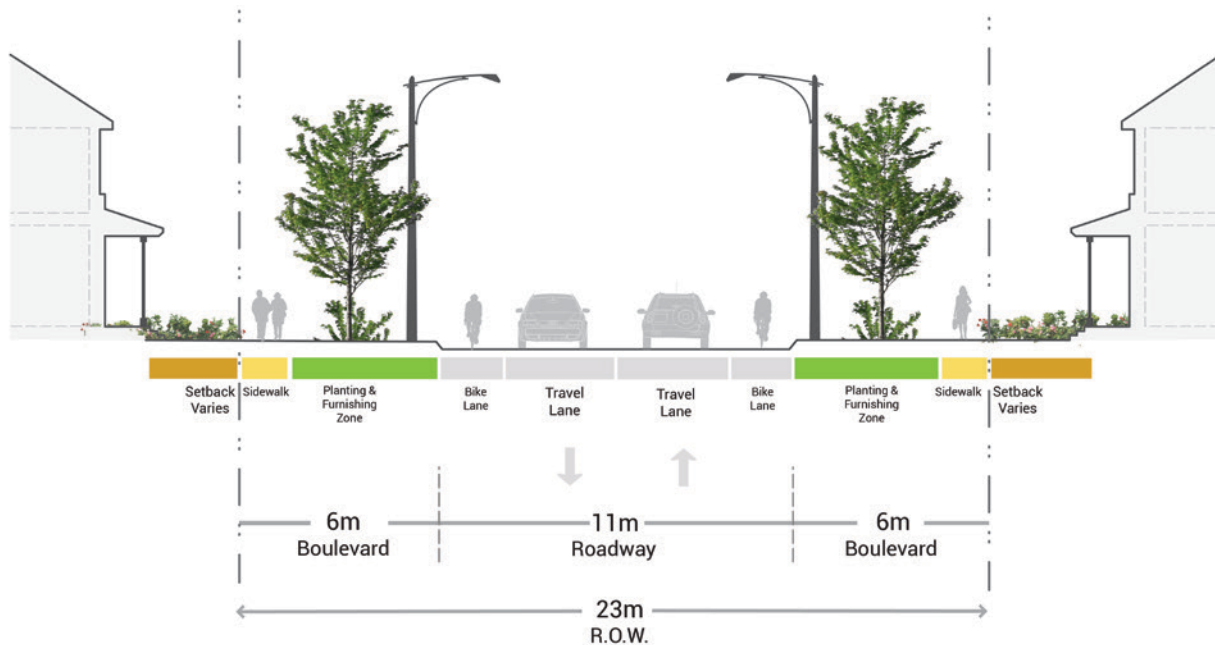 Setback
Varies
Sidewalk
Planting &
Furnishing
Zone
Bike
Lane
Travel
Lane
Travel
Lane
Bike
Lane
Planting &
Furnishing
Zone
Sidewalk
Setback
Varies
6m
Boulevard
11m
Roadway
6m
Boulevard
23m
R.O.W.